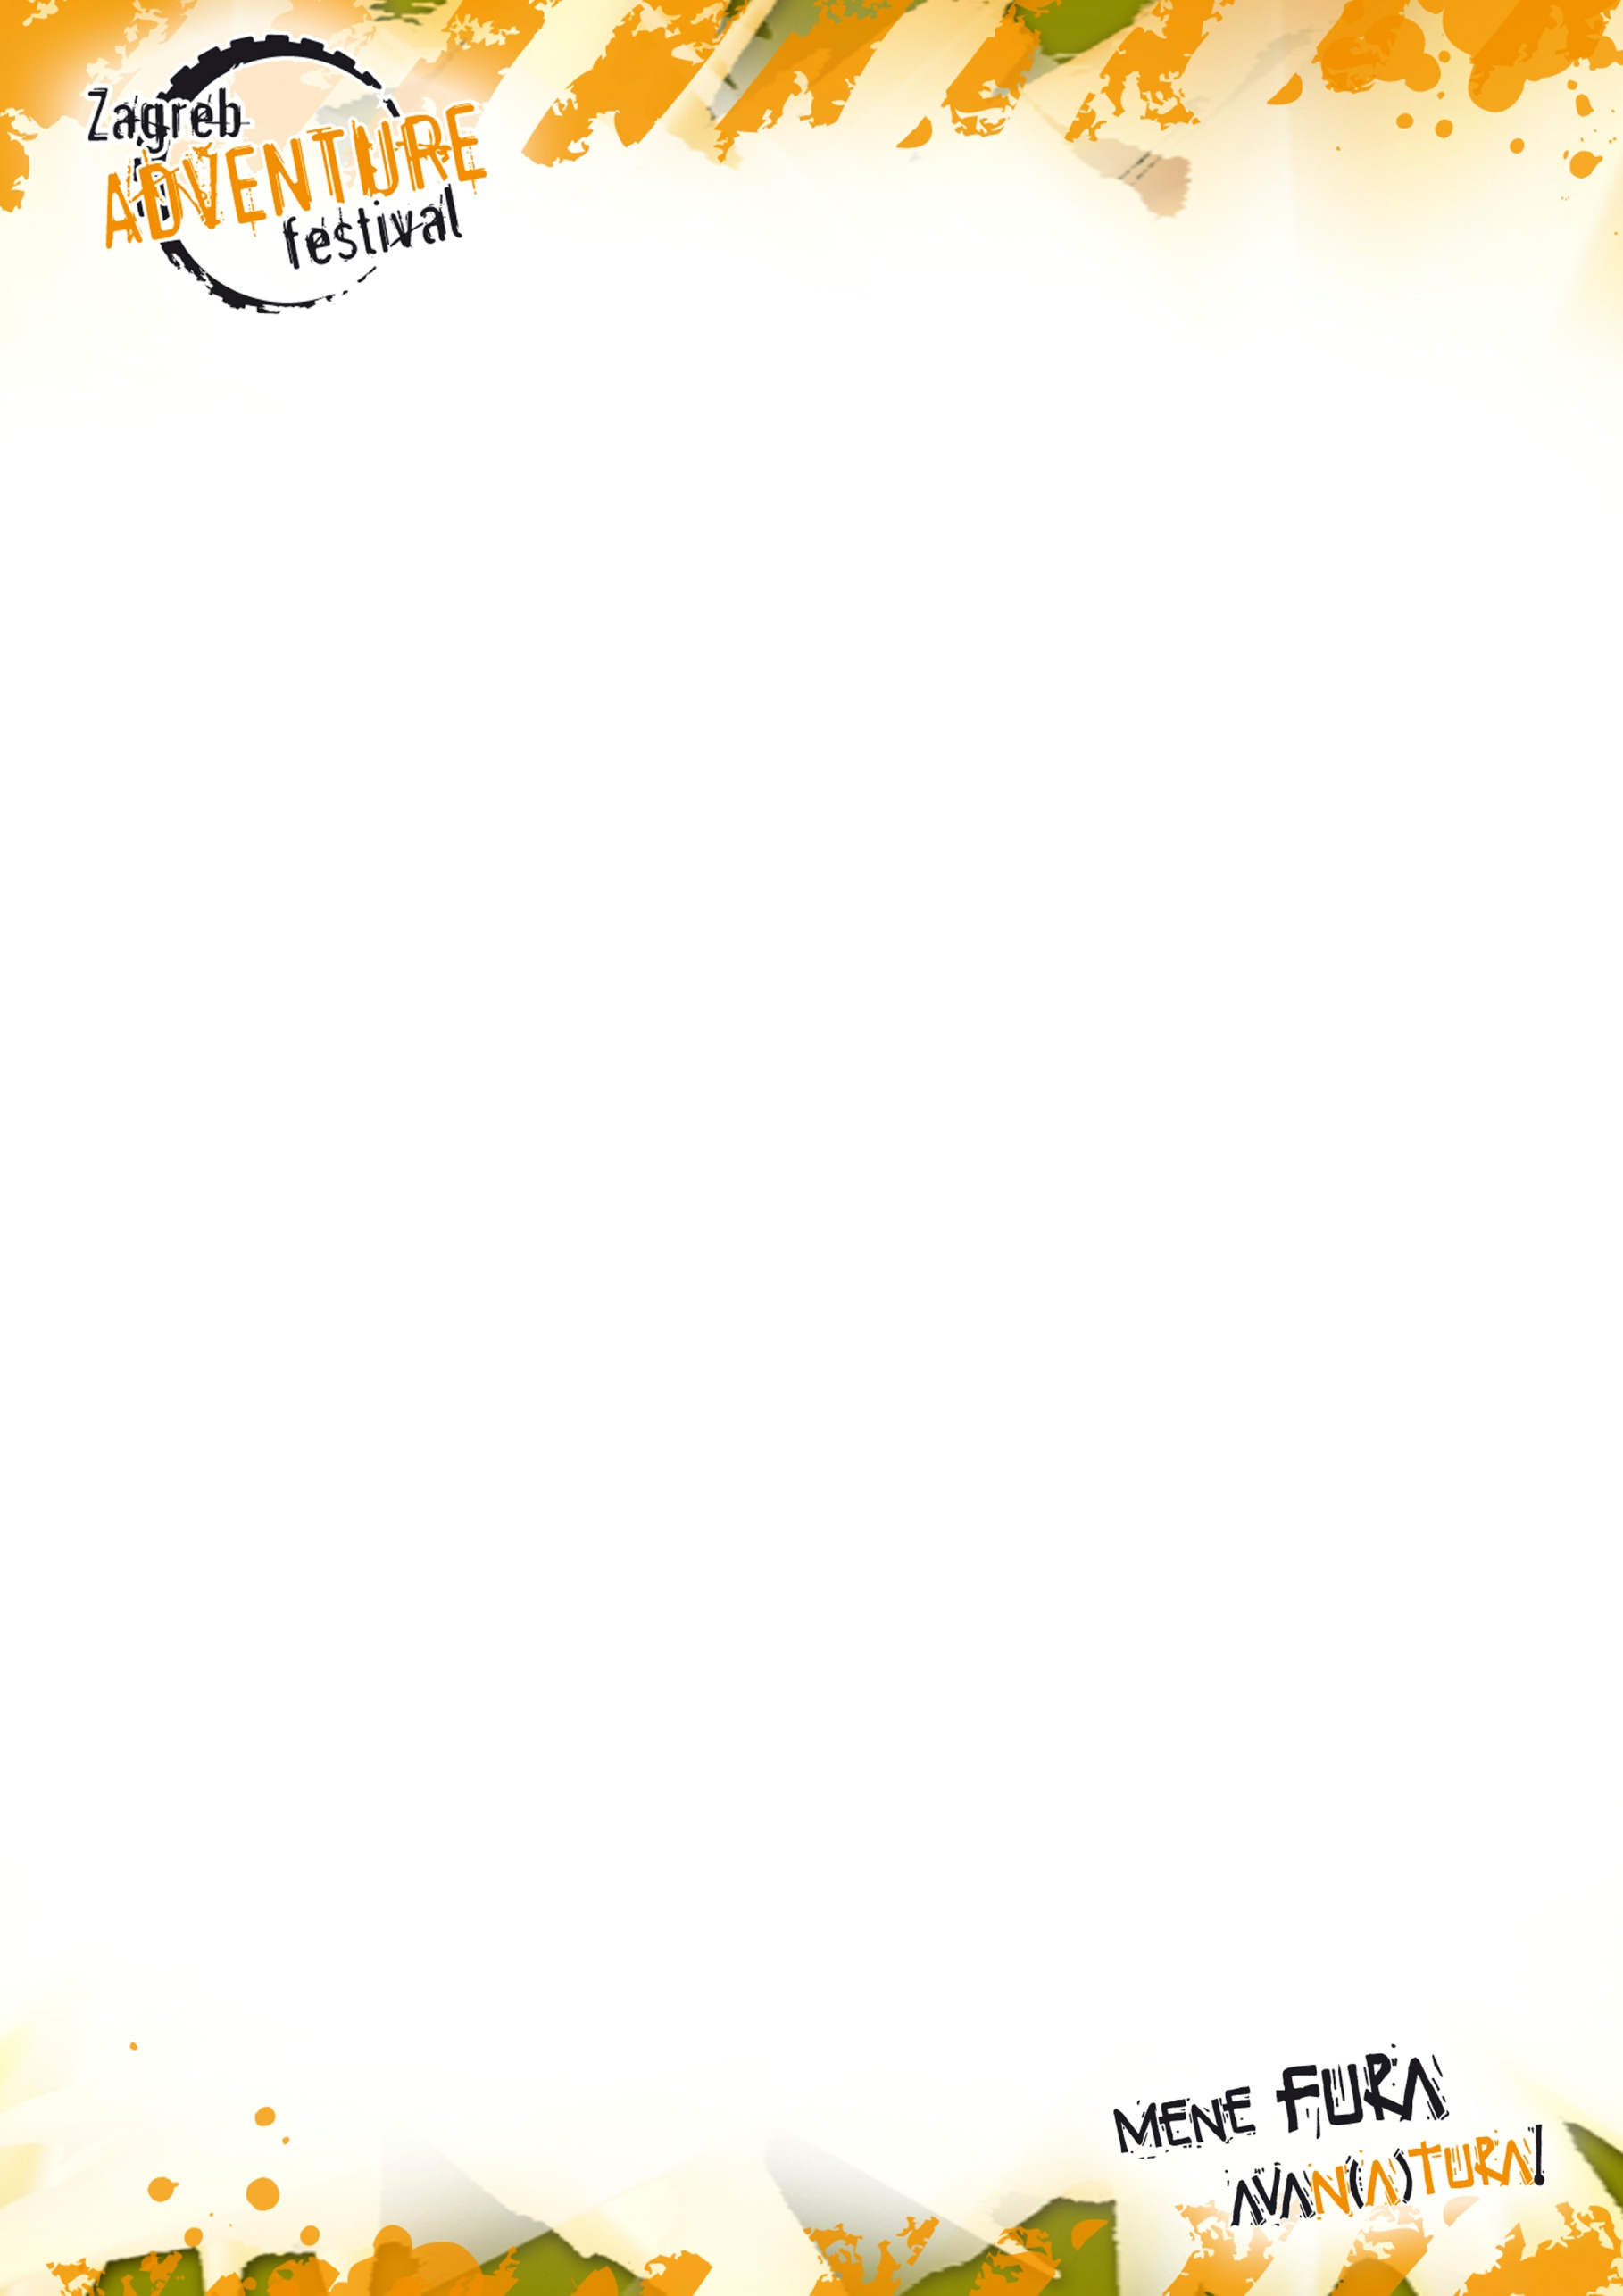 Zagreb
ADVENTURE
festival
MENE FURA
AVAN(A)TURA!